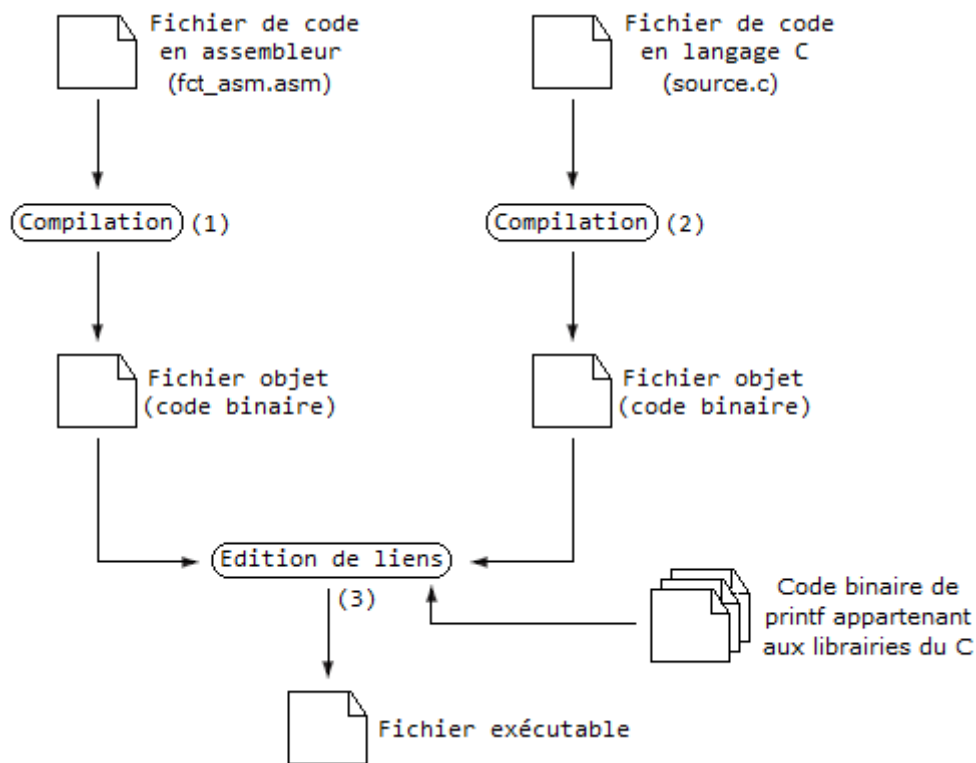 Fichier de code
en assembleur
(fct_asm.asm)
Fichier de code
en langage C
(source.c)
Compilation (1)
Compilation (2)
Fichier objet
(code binaire)
Fichier objet
(code binaire)
Edition de liens
(3)
Code binaire de
printf appartenant
aux librairies du C
Fichier exécutable